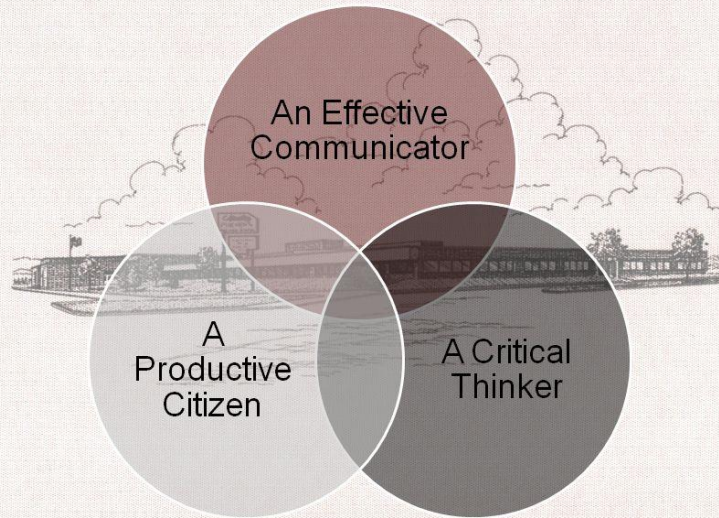 An Effective
Communicator
A
Productive
Citizen
A Critical
Thinker